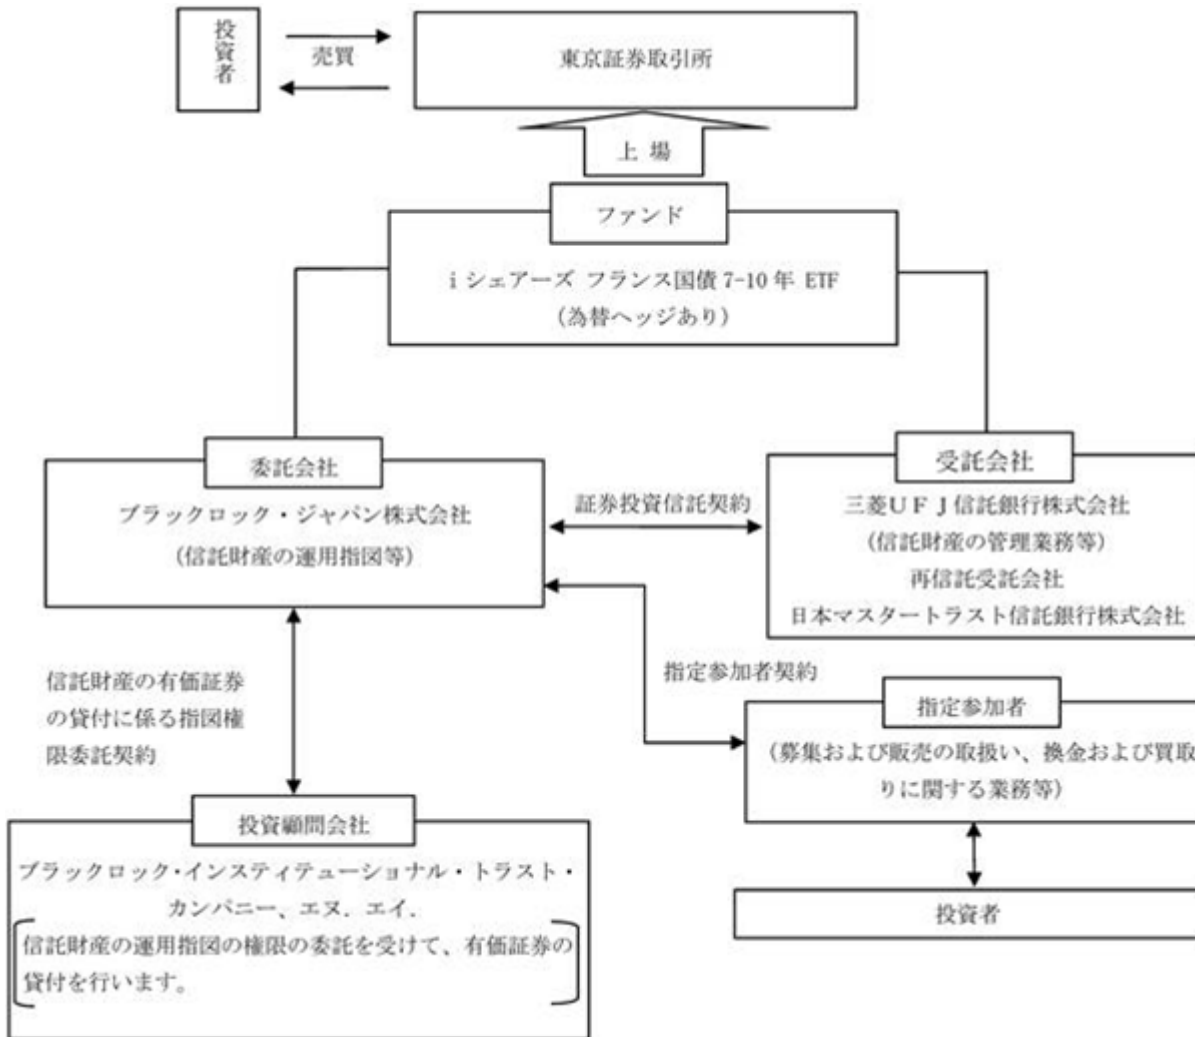 投資者
売買
東京証券取引所
上 場
ファンド
i シェアーズ フランス国債 7-10 年 ETF
（為替ヘッジあり）
委託会社
ブラックロック・ジャパン株式会社
（信託財産の運用指図等）
証券投資信託契約
受託会社
三菱ＵＦＪ信託銀行株式会社
（信託財産の管理業務等）
再信託受託会社
日本マスタートラスト信託銀行株式会社
信託財産の有価証券
の貸付に係る指図権
限委託契約
指定参加者契約
指定参加者
（募集および販売の取扱い、換金および買取
りに関する業務等）
投資顧問会社
ブラックロック・インスティテューショナル・トラスト・
カンパニー、エヌ．エイ．
信託財産の運用指図の権限の委託を受けて、有価証券の
貸付を行います。
投資者